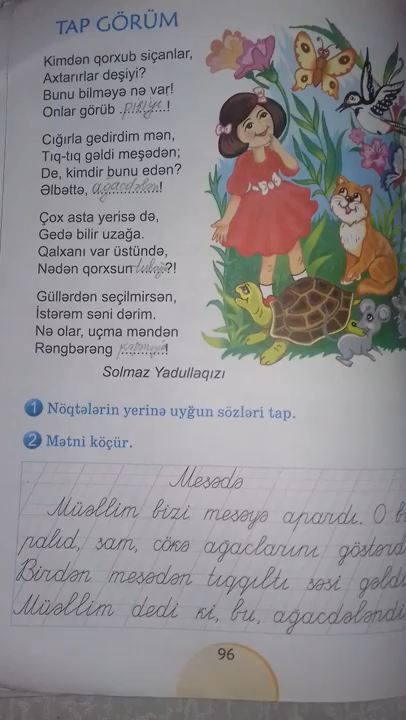 TAP GÖRÜM
Kimdən qorxub siçanlar,
Axtarırlar deşiyi?
Bunu bilməyə nə var!
Onlar görüb pişiyi!
Cığırla gedirdim mən,
Tıq-tıq gəldi meşədən;
De, kimdir bunu edən?
Əlbəttə, ağacdələn!
Çox asta yerisə də,
Gedə bilir uzağa.
Qalxanı var üstündə,
Nədən qorxsun tısbağa?!
Güllərdən seçilmirsən,
İstərəm səni dərim.
Nə olar, uçma məndən
Rəngbərəng !
Solmaz Yadullaqızı
1 Nöqtələrin yerinə uyğun sözləri tap.
2 Mətni köçür.
Meşədə
Müəllim bizi meşəyə apardı. O
palıd, şam, cökə ağaclarını göstərd
Birdən meşədən tıqqıltı səsi gəldi
Müəllim dedi ki, bu, ağacdələndi
96